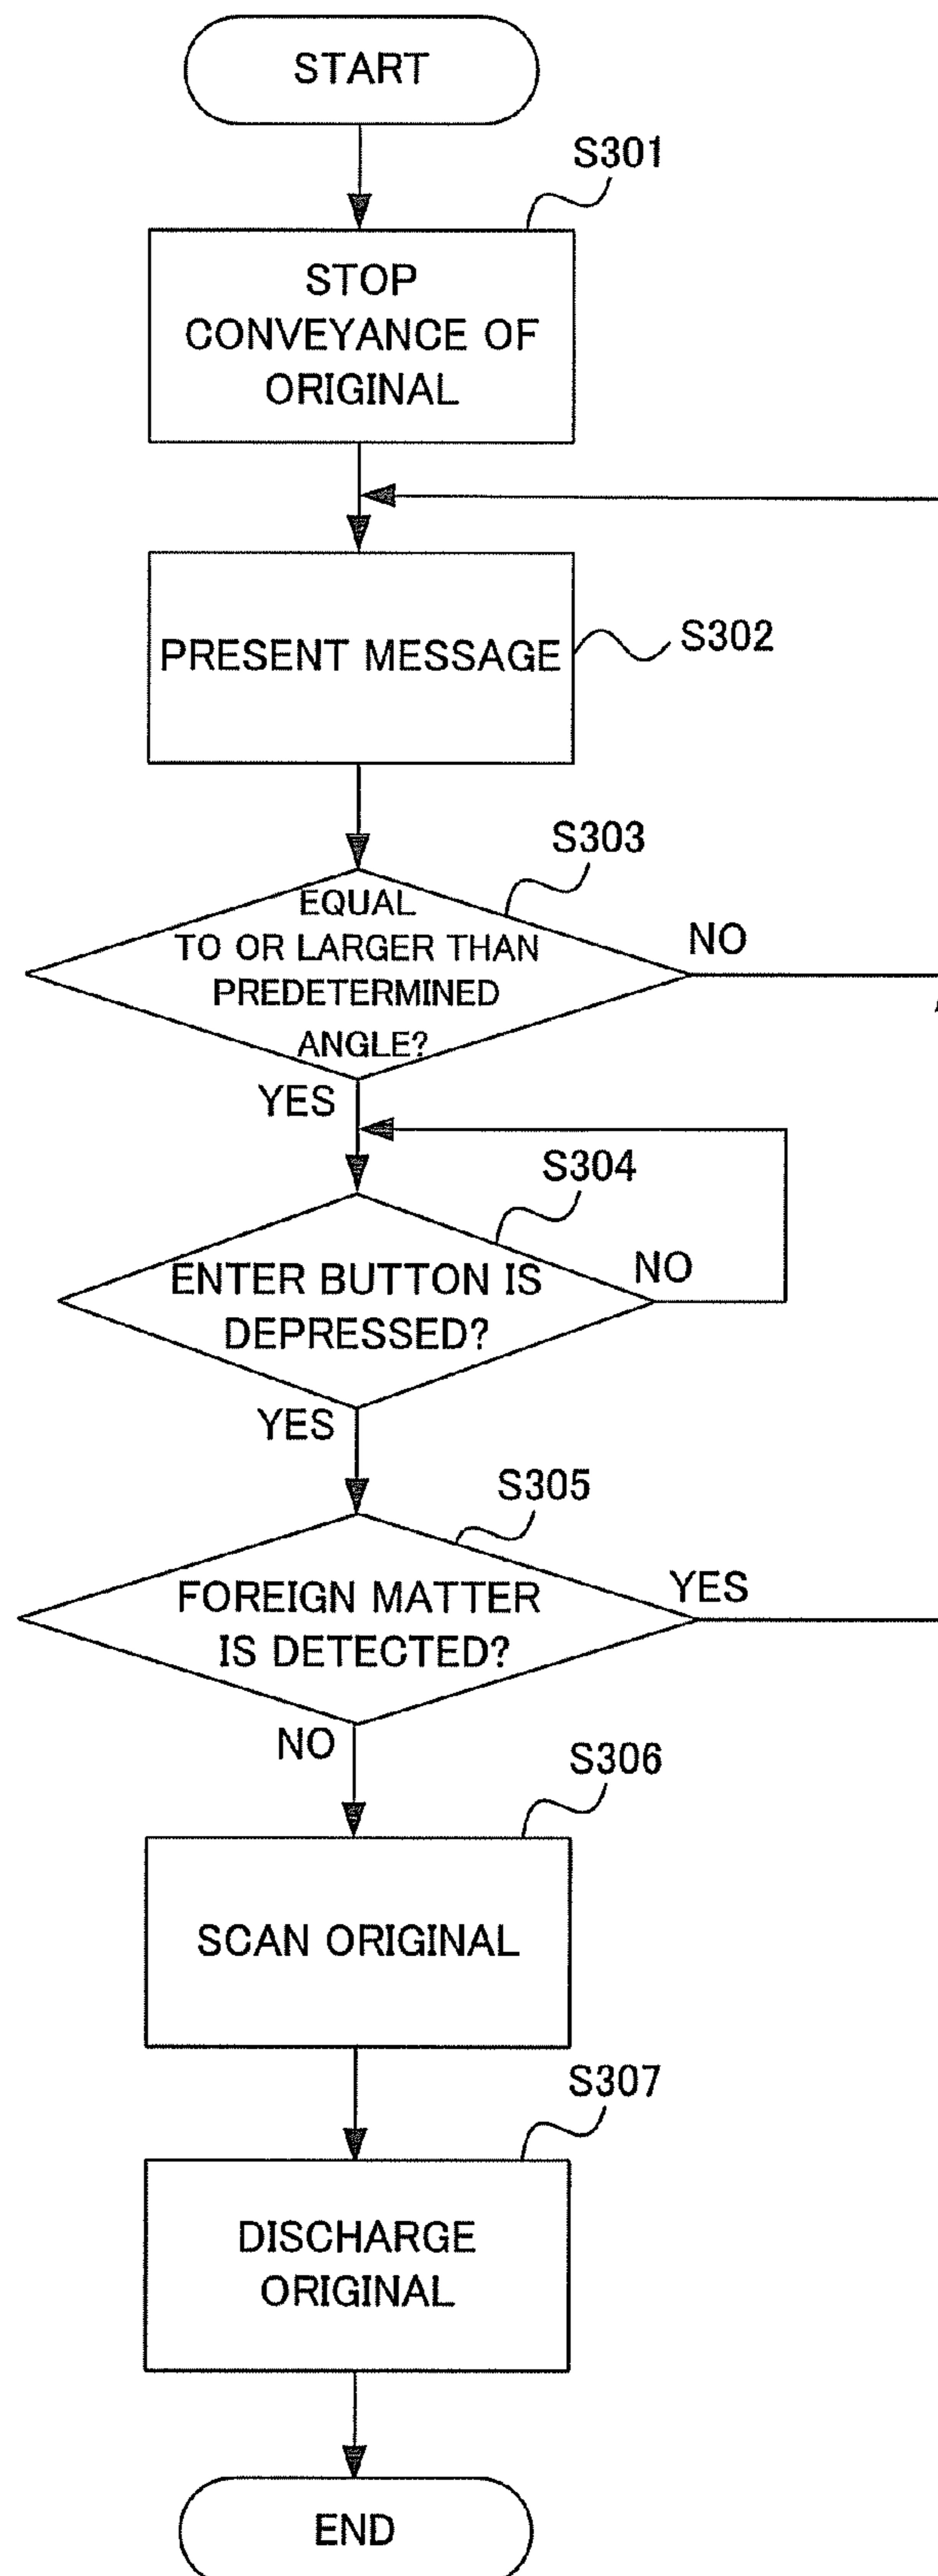 START
S301
STOP
CONVEYANCE OF
ORIGINAL
PRESENT MESSAGE
S302
S303
EQUAL
TO OR LARGER THAN
PREDETERMINED
ANGLE?
NO
YES
S304
ENTER BUTTON IS
DEPRESSED?
NO
YES
S305
FOREIGN MATTER
IS DETECTED?
YES
NO
S306
SCAN ORIGINAL
S307
DISCHARGE
ORIGINAL
END